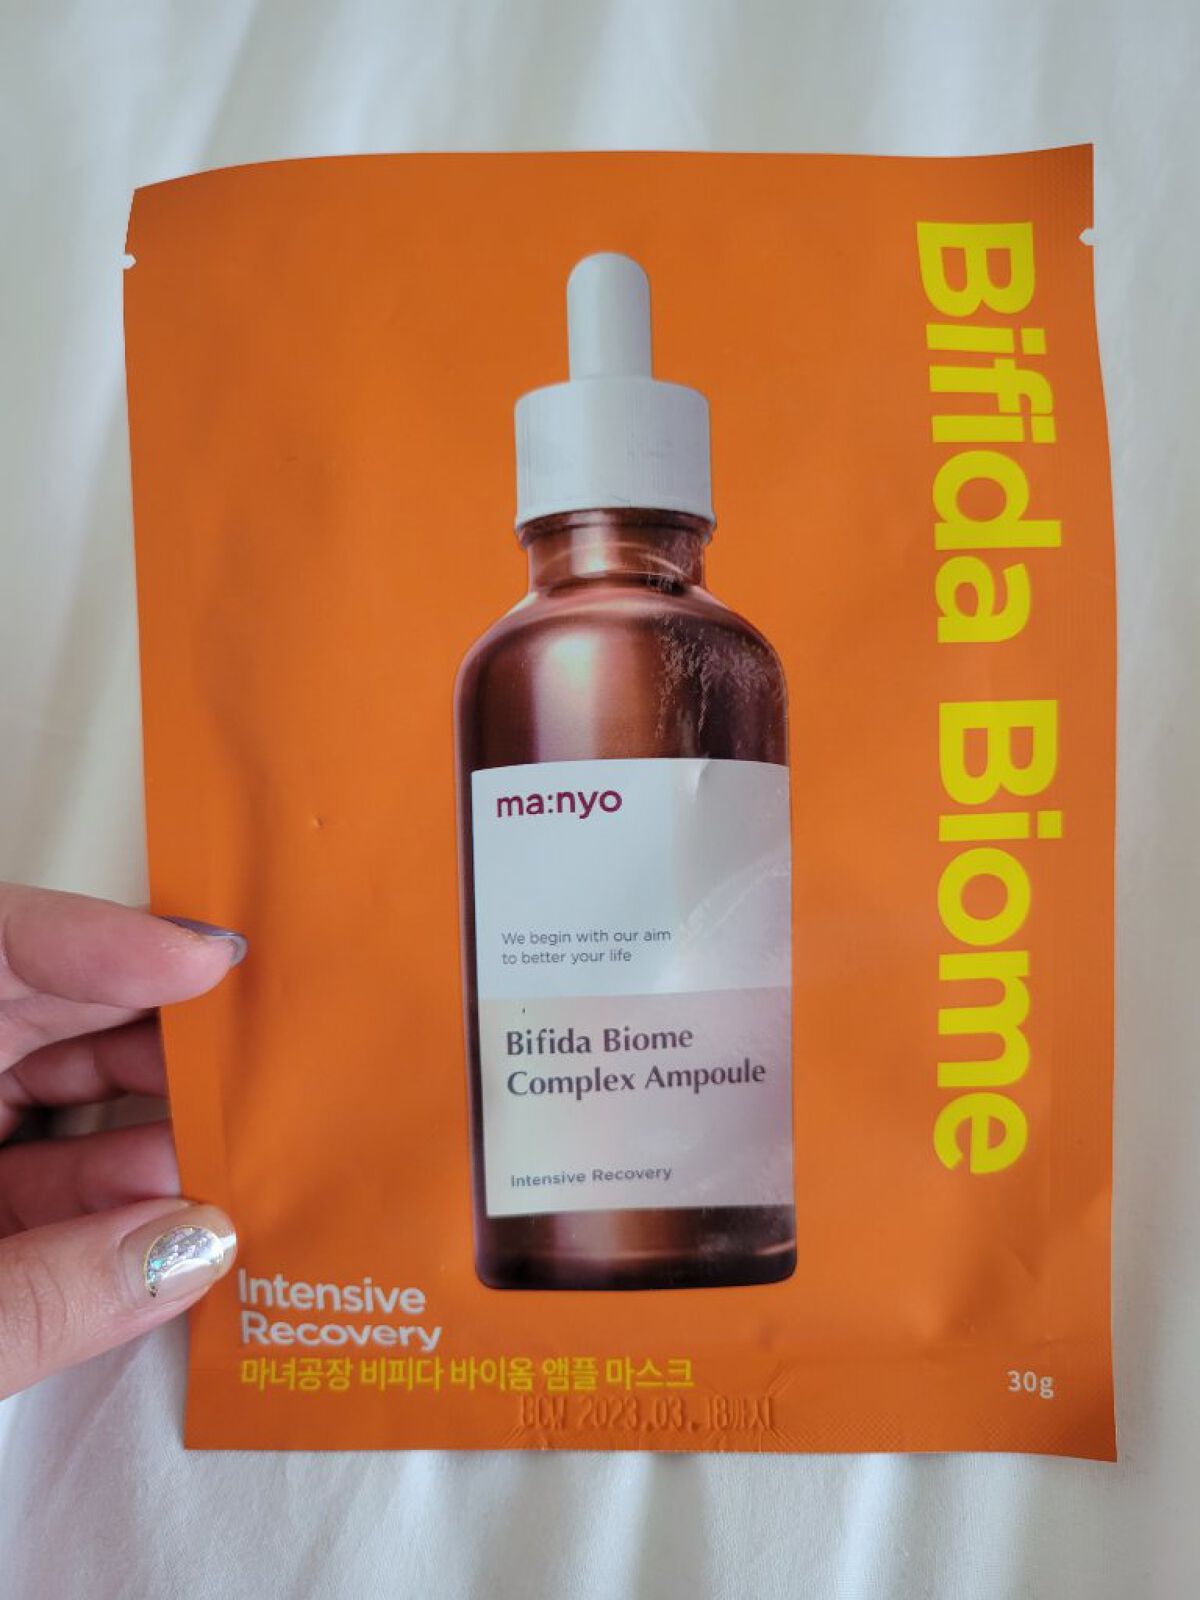 Bifida Biome
ma:nyo
We begin with our aim
to better your life
Bifida Biome
Complex Ampoule
Intensive Recovery
Intensive
Recovery
마녀공장 비피다 바이옴 앰플 마스크
30g
BCW 2023.03.18까지